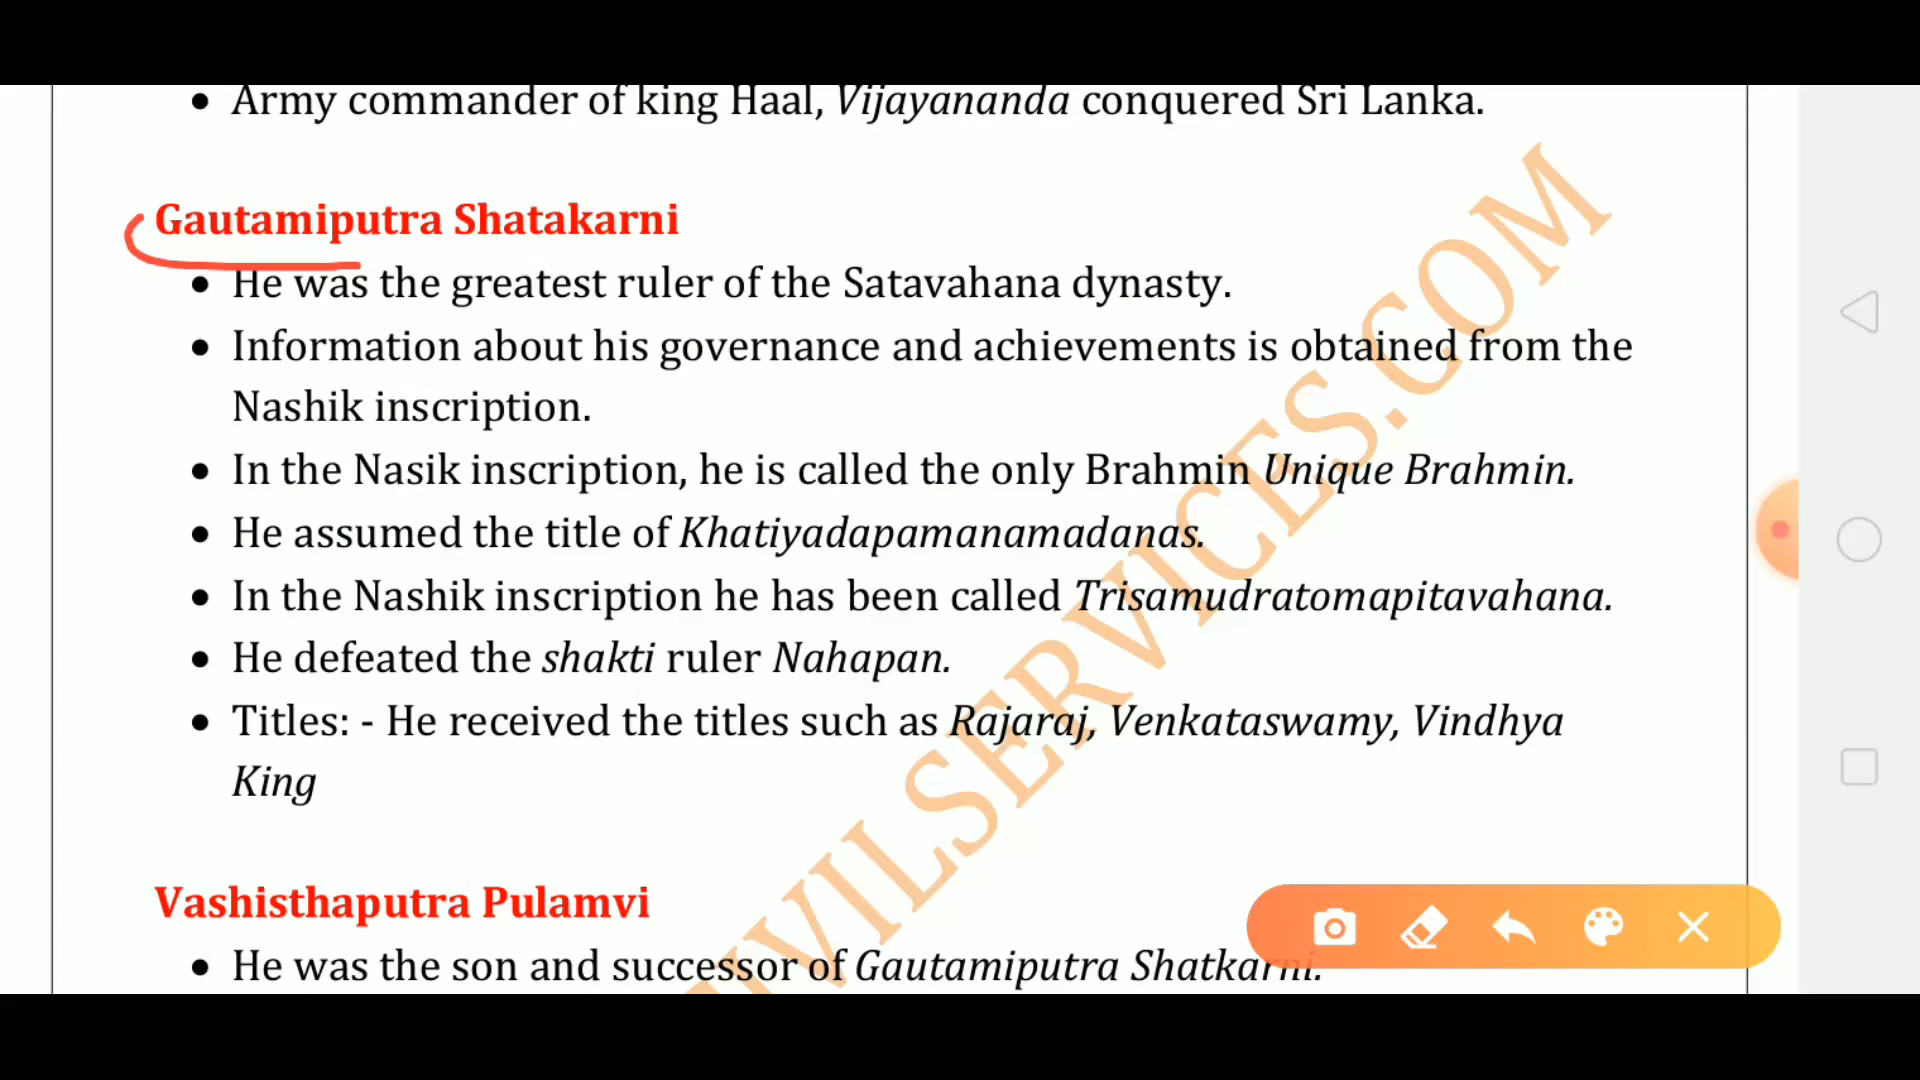 • Army commander of king Haal, Vijayananda conquered Sri Lanka.
Gautamiputra Shatakarni
• He was the greatest ruler of the Satavahana dynasty.
• Information about his governance and achievements is obtained from the
Nashik inscription.
• In the Nasik inscription, he is called the only Brahmin Unique Brahmin.
• He assumed the title of Khatiyadapamanamadanas.
• In the Nashik inscription he has been called Trisamudratomapitavahana.
• He defeated the shakti ruler Nahapan.
• Titles: - He received the titles such as Rajaraj, Venkataswamy, Vindhya
King
Vashisthaputra Pulamvi
• He was the son and successor of Gautamiputra Shatkarni.
IVILSERVICES.COM